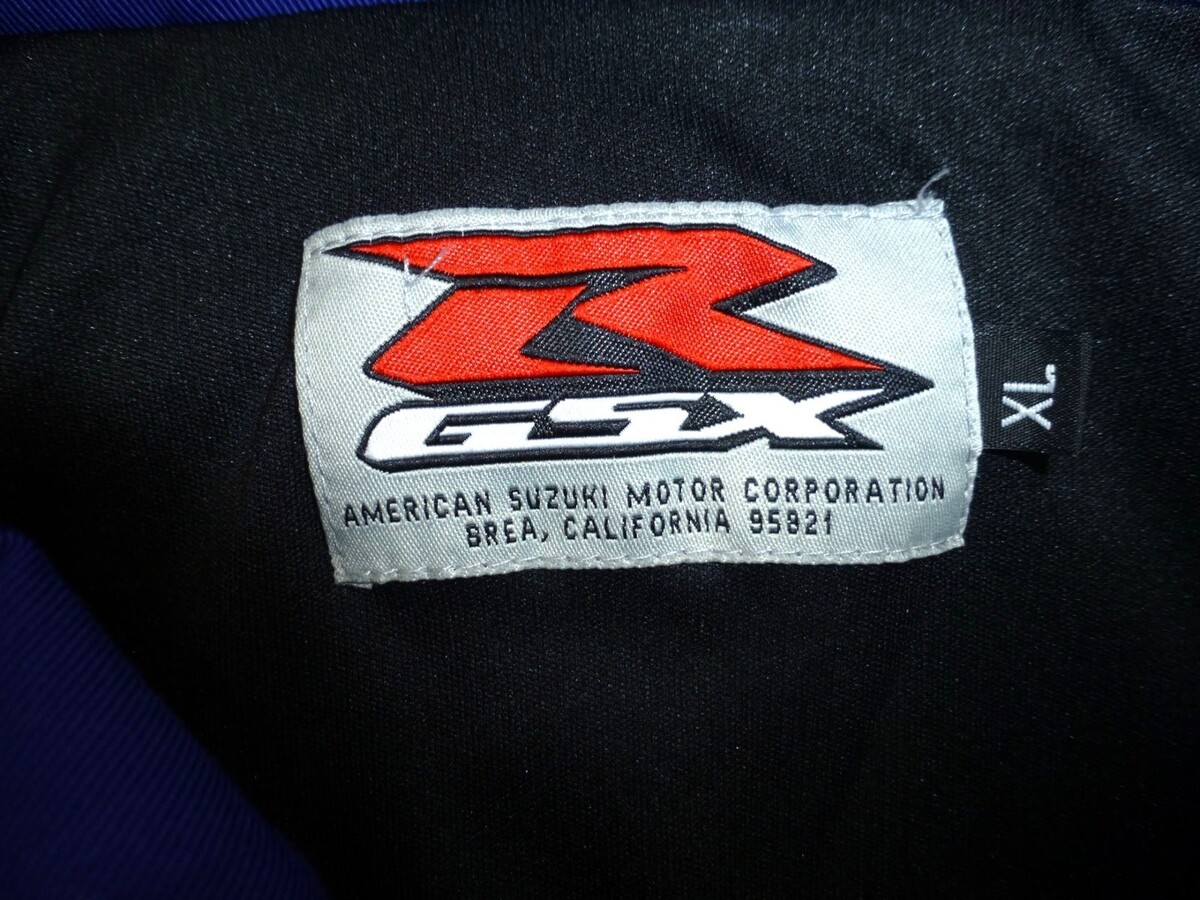 R
GSX
AMERICAN SUZUKI MOTOR CORPORATION
BREA, CALIFORNIA 95821
XL